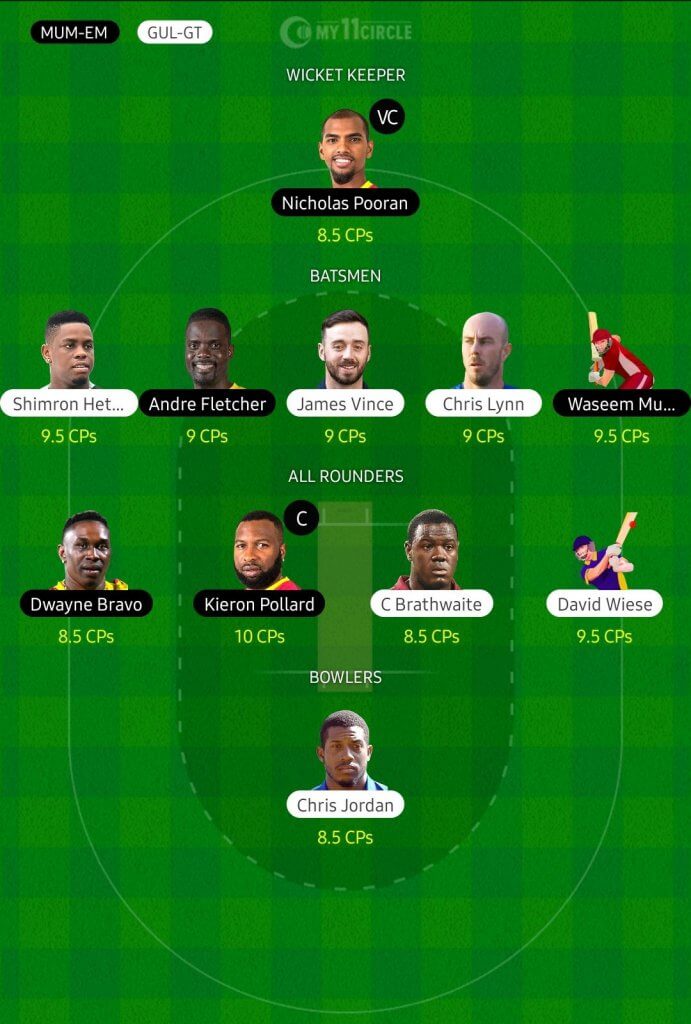 MUM-EM GUL-GT MY11CIRCLE
WICKET KEEPER
VC
Nicholas Pooran
8.5 CPs
BATSMEN
Shimron Het... Andre Fletcher James Vince Chris Lynn Waseem Mu...
9.5 CPs 9 CPs 9 CPs 9 CPs 9.5 CPs
ALL ROUNDERS
C
Dwayne Bravo Kieron Pollard C Brathwaite David Wiese
8.5 CPs 10 CPs 8.5 CPs 9.5 CPs
BOWLERS
Chris Jordan
8.5 CPs